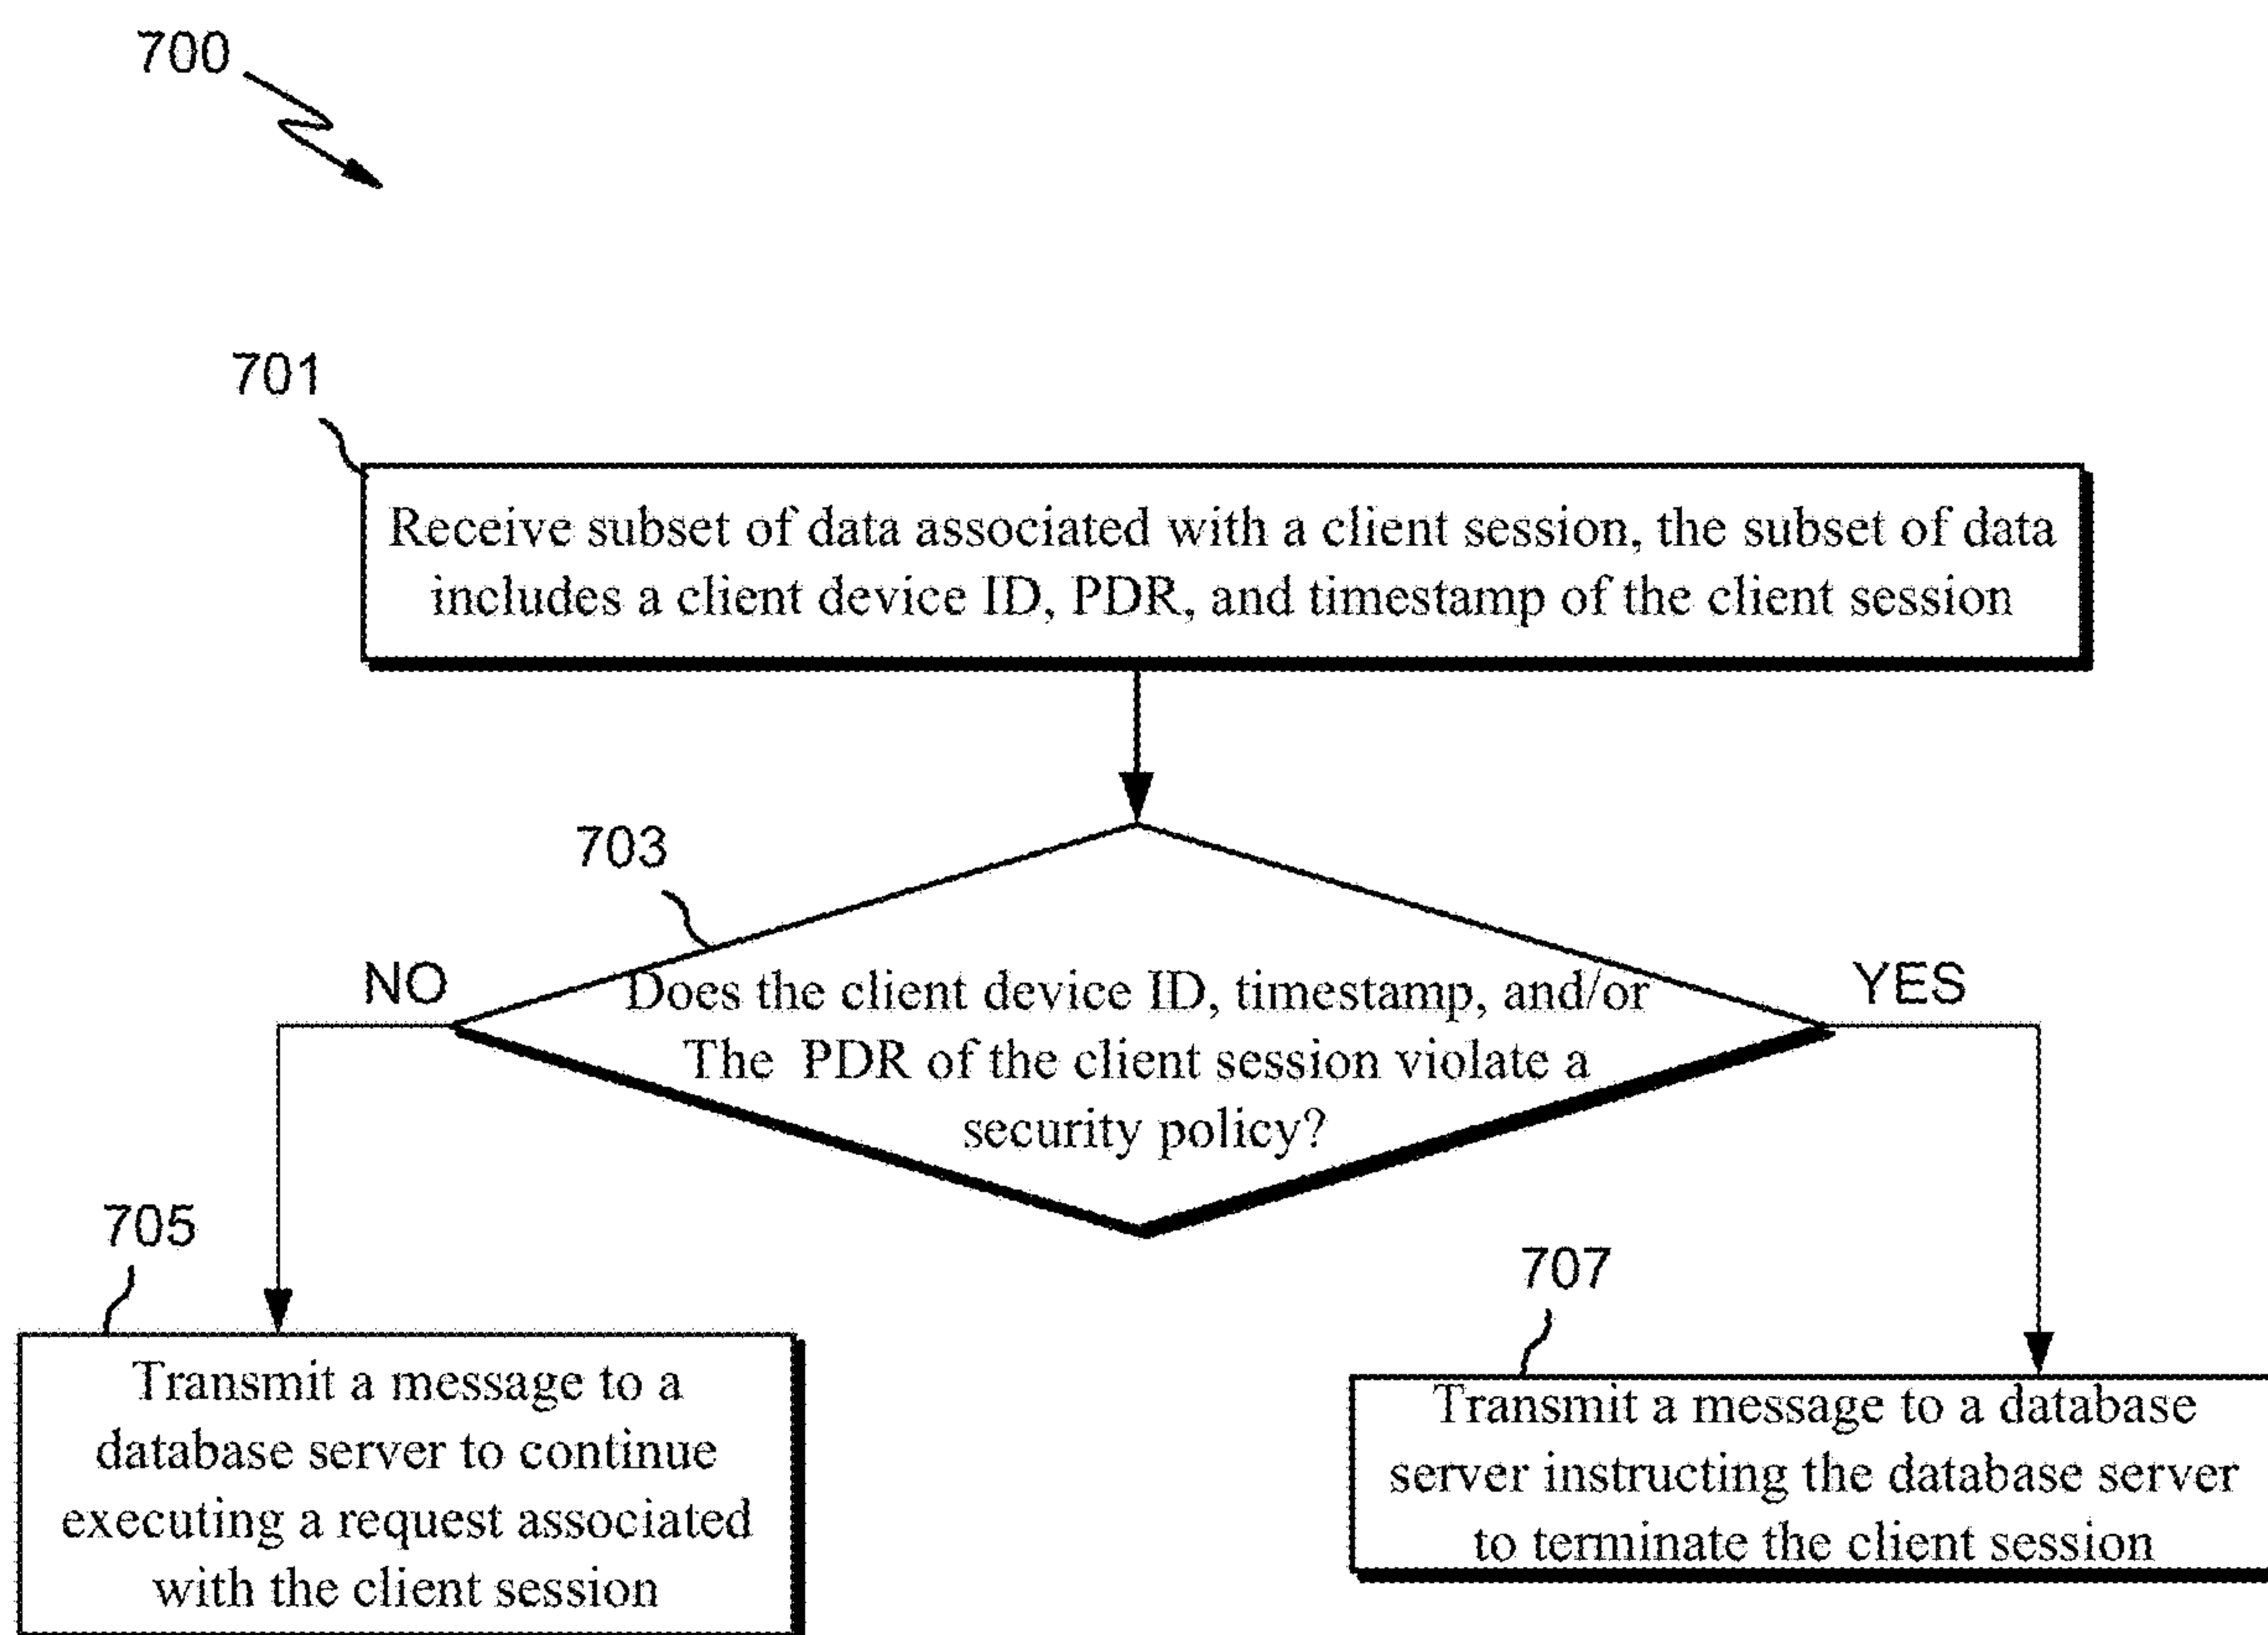 700
701
Receive subset of data associated with a client session, the subset of data
includes a client device ID, PDR, and timestamp of the client session
703
NO
YES
Does the client device ID, timestamp, and/or
The PDR of the client session violate a
security policy?
705
Transmit a message to a
database server to continue
executing a request associated
with the client session
707
Transmit a message to a database
server instructing the database server
to terminate the client session